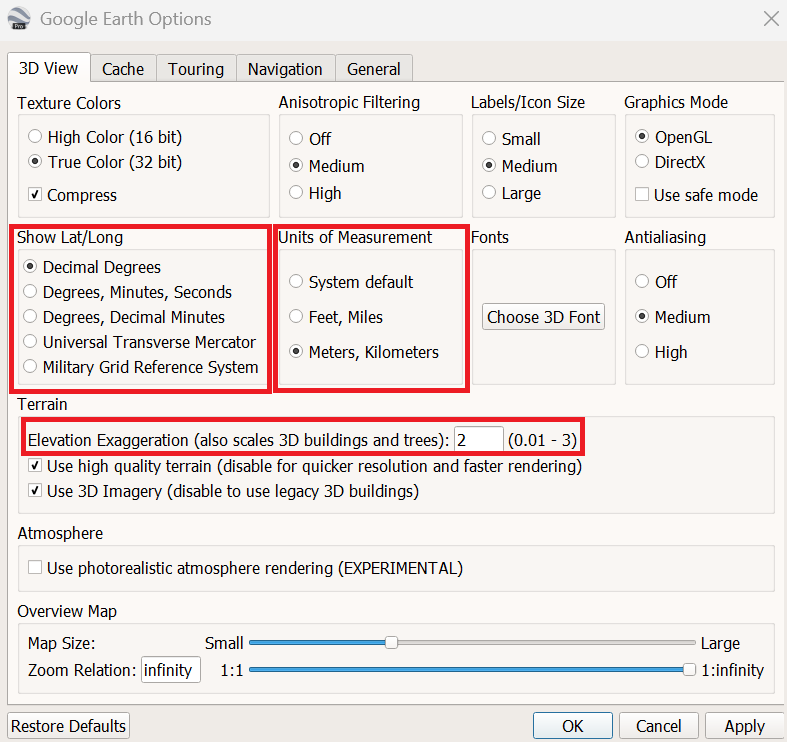 Google Earth Options
Pro
3D View
Cache
Touring
Navigation
General
Texture Colors
High Color (16 bit)
True Color (32 bit)
Compress
Anisotropic Filtering
Off
Medium
High
Labels/Icon Size
Small
Medium
Large
Graphics Mode
OpenGL
DirectX
Use safe mode
Show Lat/Long
Decimal Degrees
Degrees, Minutes, Seconds
Degrees, Decimal Minutes
Universal Transverse Mercator
Military Grid Reference System
Units of Measurement
System default
Feet, Miles
Meters, Kilometers
Fonts
Choose 3D Font
Antialiasing
Off
Medium
High
Terrain
Elevation Exaggeration (also scales 3D buildings and trees): 2 (0.01 - 3)
Use high quality terrain (disable for quicker resolution and faster rendering)
Use 3D Imagery (disable to use legacy 3D buildings)
Atmosphere
Use photorealistic atmosphere rendering (EXPERIMENTAL)
Overview Map
Map Size: Small Large
Zoom Relation: infinity 1:1 1:infinity
Restore Defaults
OK
Cancel
Apply